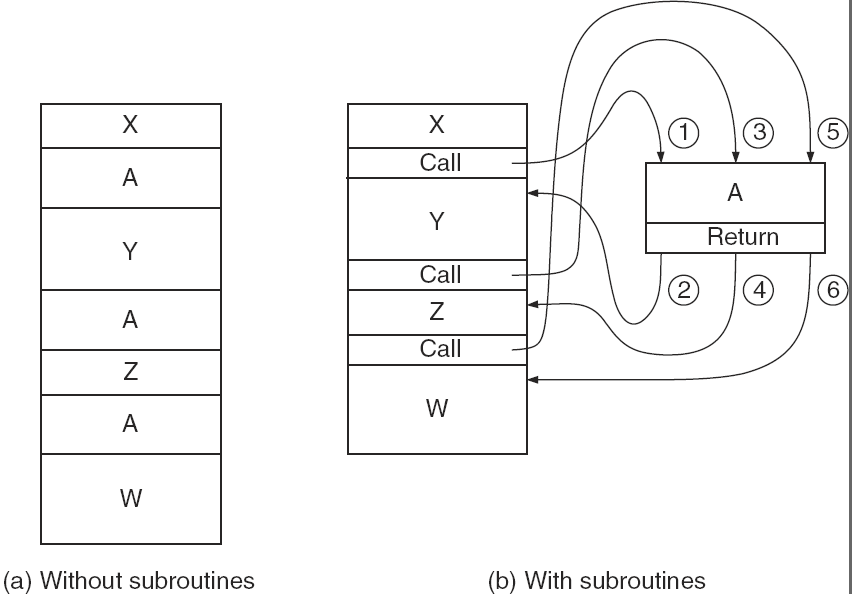 X
A
Y
A
Z
A
W
(a) Without subroutines
X
Call
Y
Call
Z
Call
W
1 3 5
A
Return
2 4 6
(b) With subroutines